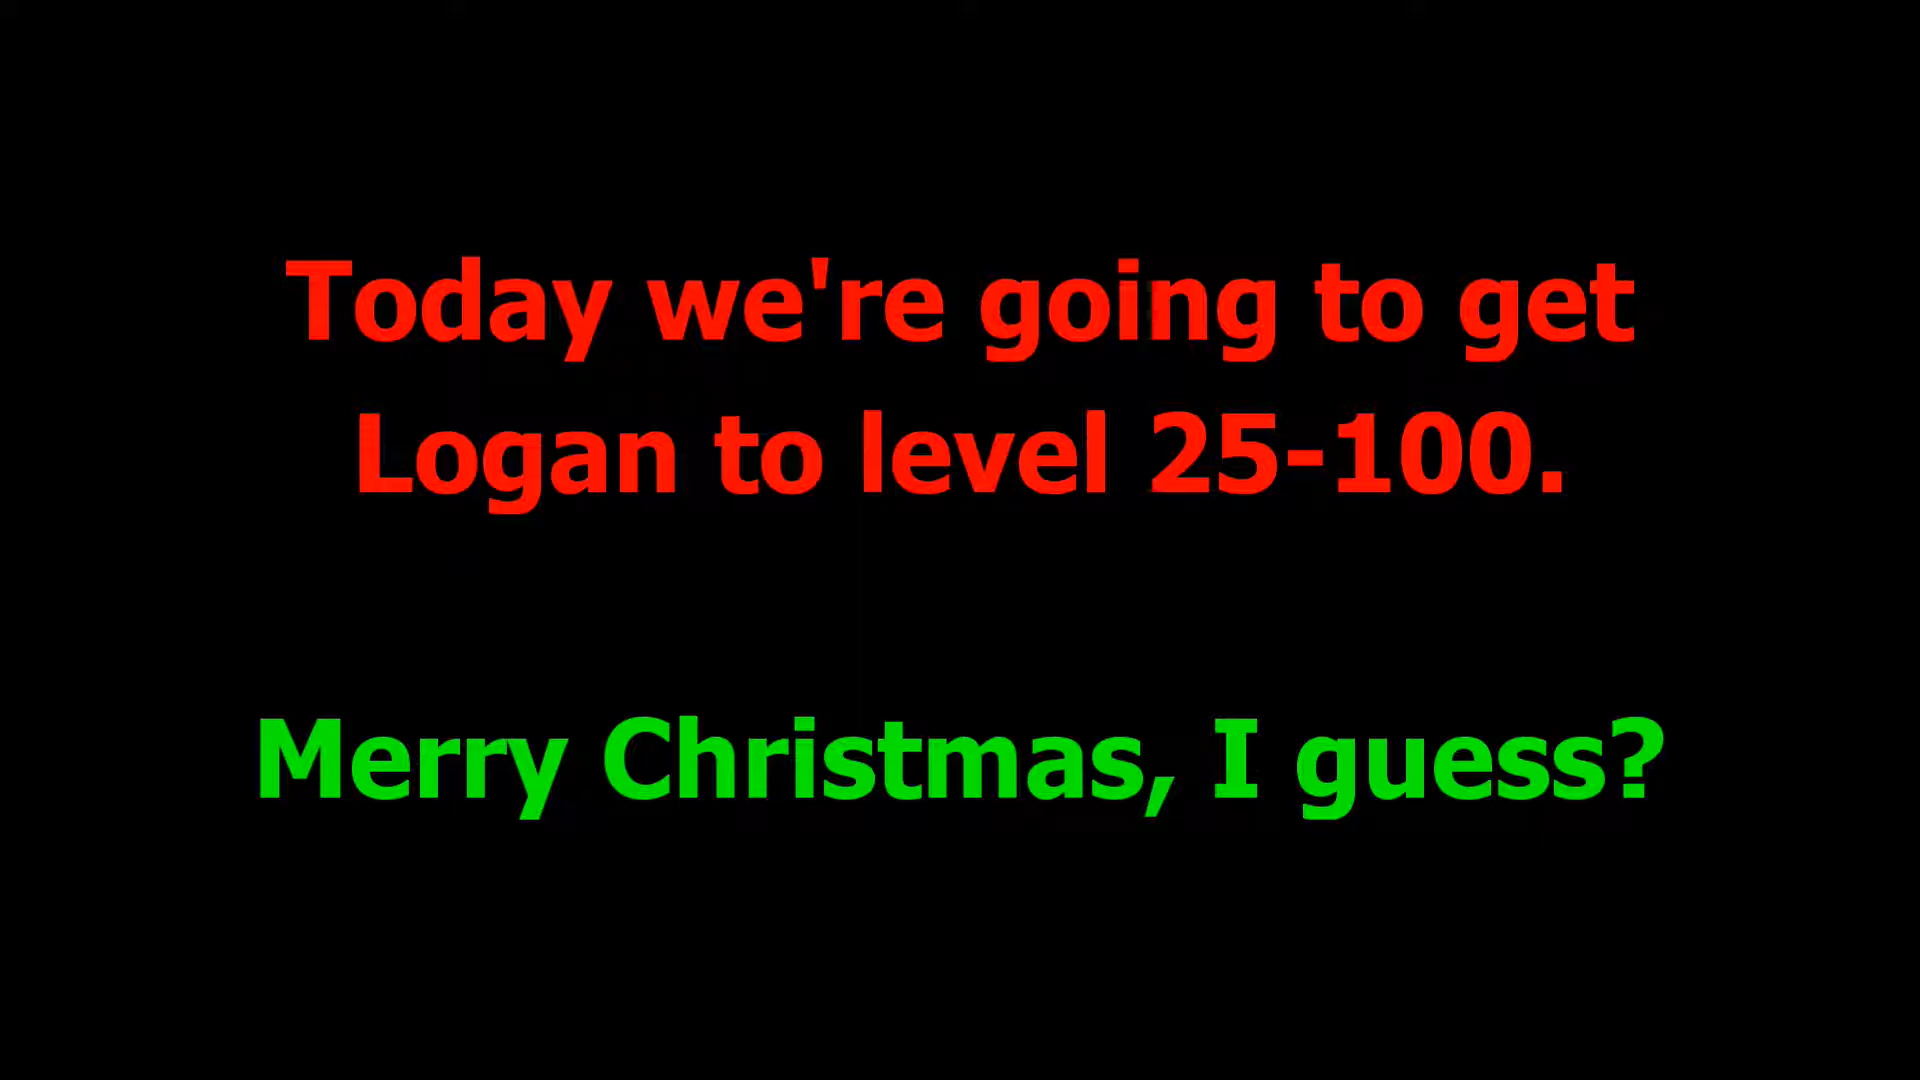 Today we're going to get
Logan to level 25-100.
Merry Christmas, I guess?